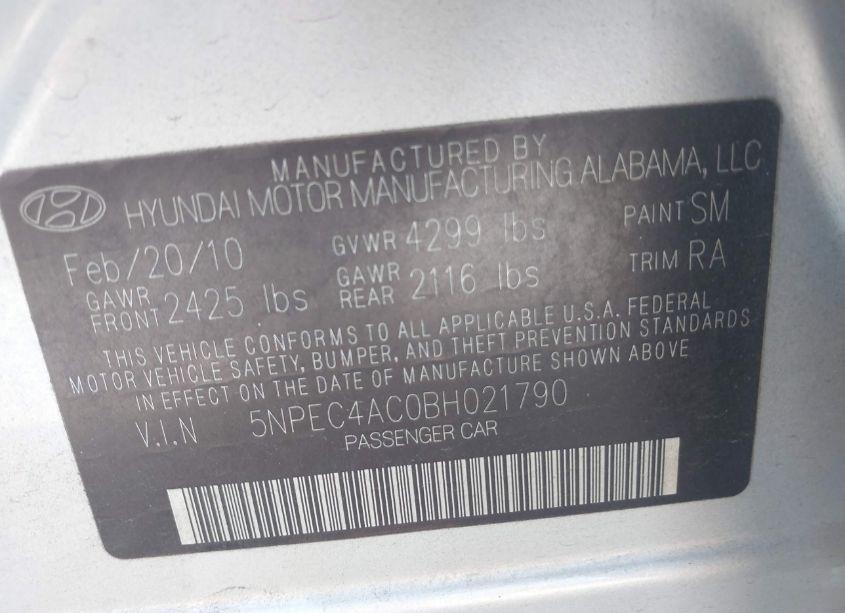 MANUFACTURED BY
HYUNDAI MOTOR MANUFACTURING ALABAMA, LLC
Feb/20/10 GVWR 4299 lbs PAINT SM
GAWR FRONT 2425 lbs GAWR REAR 2116 lbs TRIM RA
THIS VEHICLE CONFORMS TO ALL APPLICABLE U.S.A. FEDERAL
MOTOR VEHICLE SAFETY, BUMPER, AND THEFT PREVENTION STANDARDS
IN EFFECT ON THE DATE OF MANUFACTURE SHOWN ABOVE
V.I.N 5NPEC4AC0BH021790
PASSENGER CAR